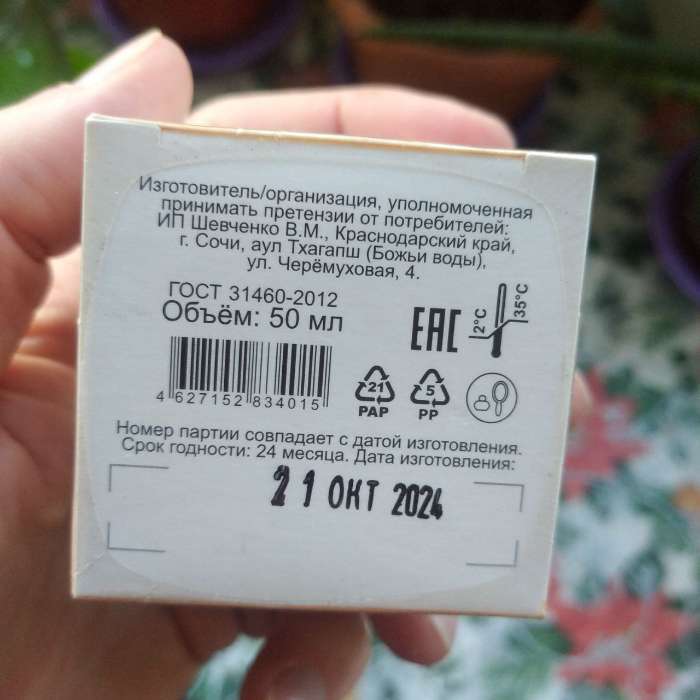 Изготовитель/организация, уполномоченная
принимать претензии от потребителей:
ИП Шевченко В.М., Краснодарский край,
г. Сочи, аул Тхагапш (Божьи воды),
ул. Черёмуховая, 4.
ГОСТ 31460-2012
Объём: 50 мл
EAC
2°C
35°C
4 627152 834015
21
PAP
5
PP
Номер партии совпадает с датой изготовления.
Срок годности: 24 месяца. Дата изготовления:
21 ОКТ 2024